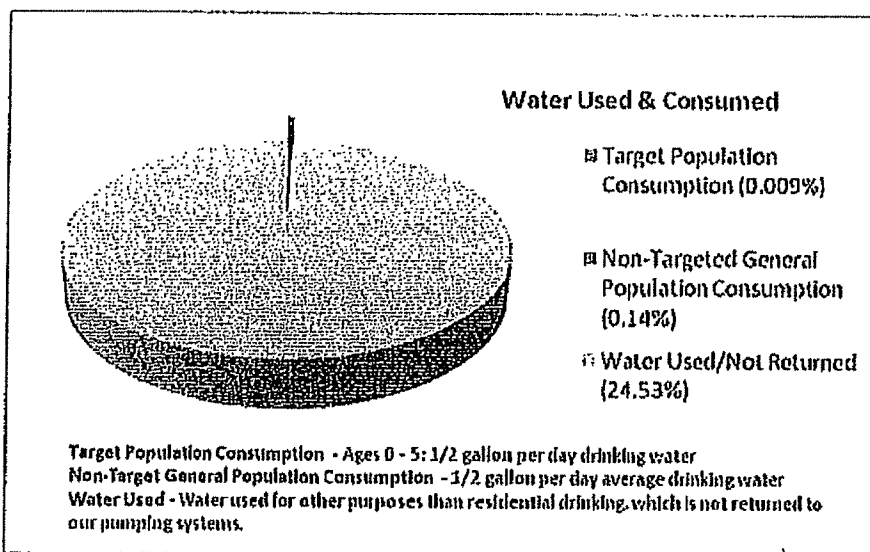 Water Used & Consumed
Target Population
Consumption (0.009%)
Non-Targeted General
Population Consumption
(0.14%)
Water Used/Not Returned
(24.53%)
Target Population Consumption - Ages 0 - 5: 1/2 gallon per day drinking water
Non-Target General Population Consumption - 1/2 gallon per day average drinking water
Water Used - Water used for other purposes than residential drinking, which is not returned to
our pumping systems.